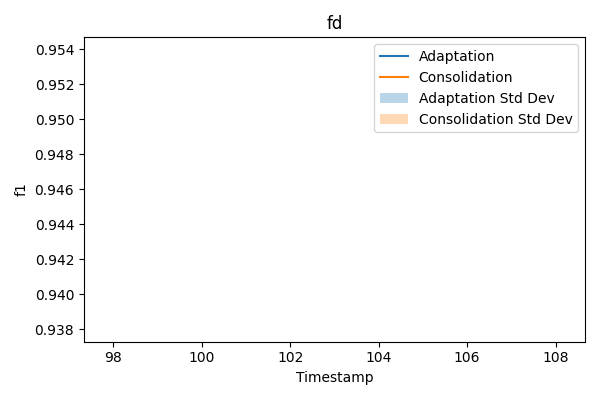 fd
0.954
0.952
0.950
0.948
0.946
0.944
0.942
0.940
0.938
f1
Adaptation
Consolidation
Adaptation Std Dev
Consolidation Std Dev
98 100 102 104 106 108
Timestamp